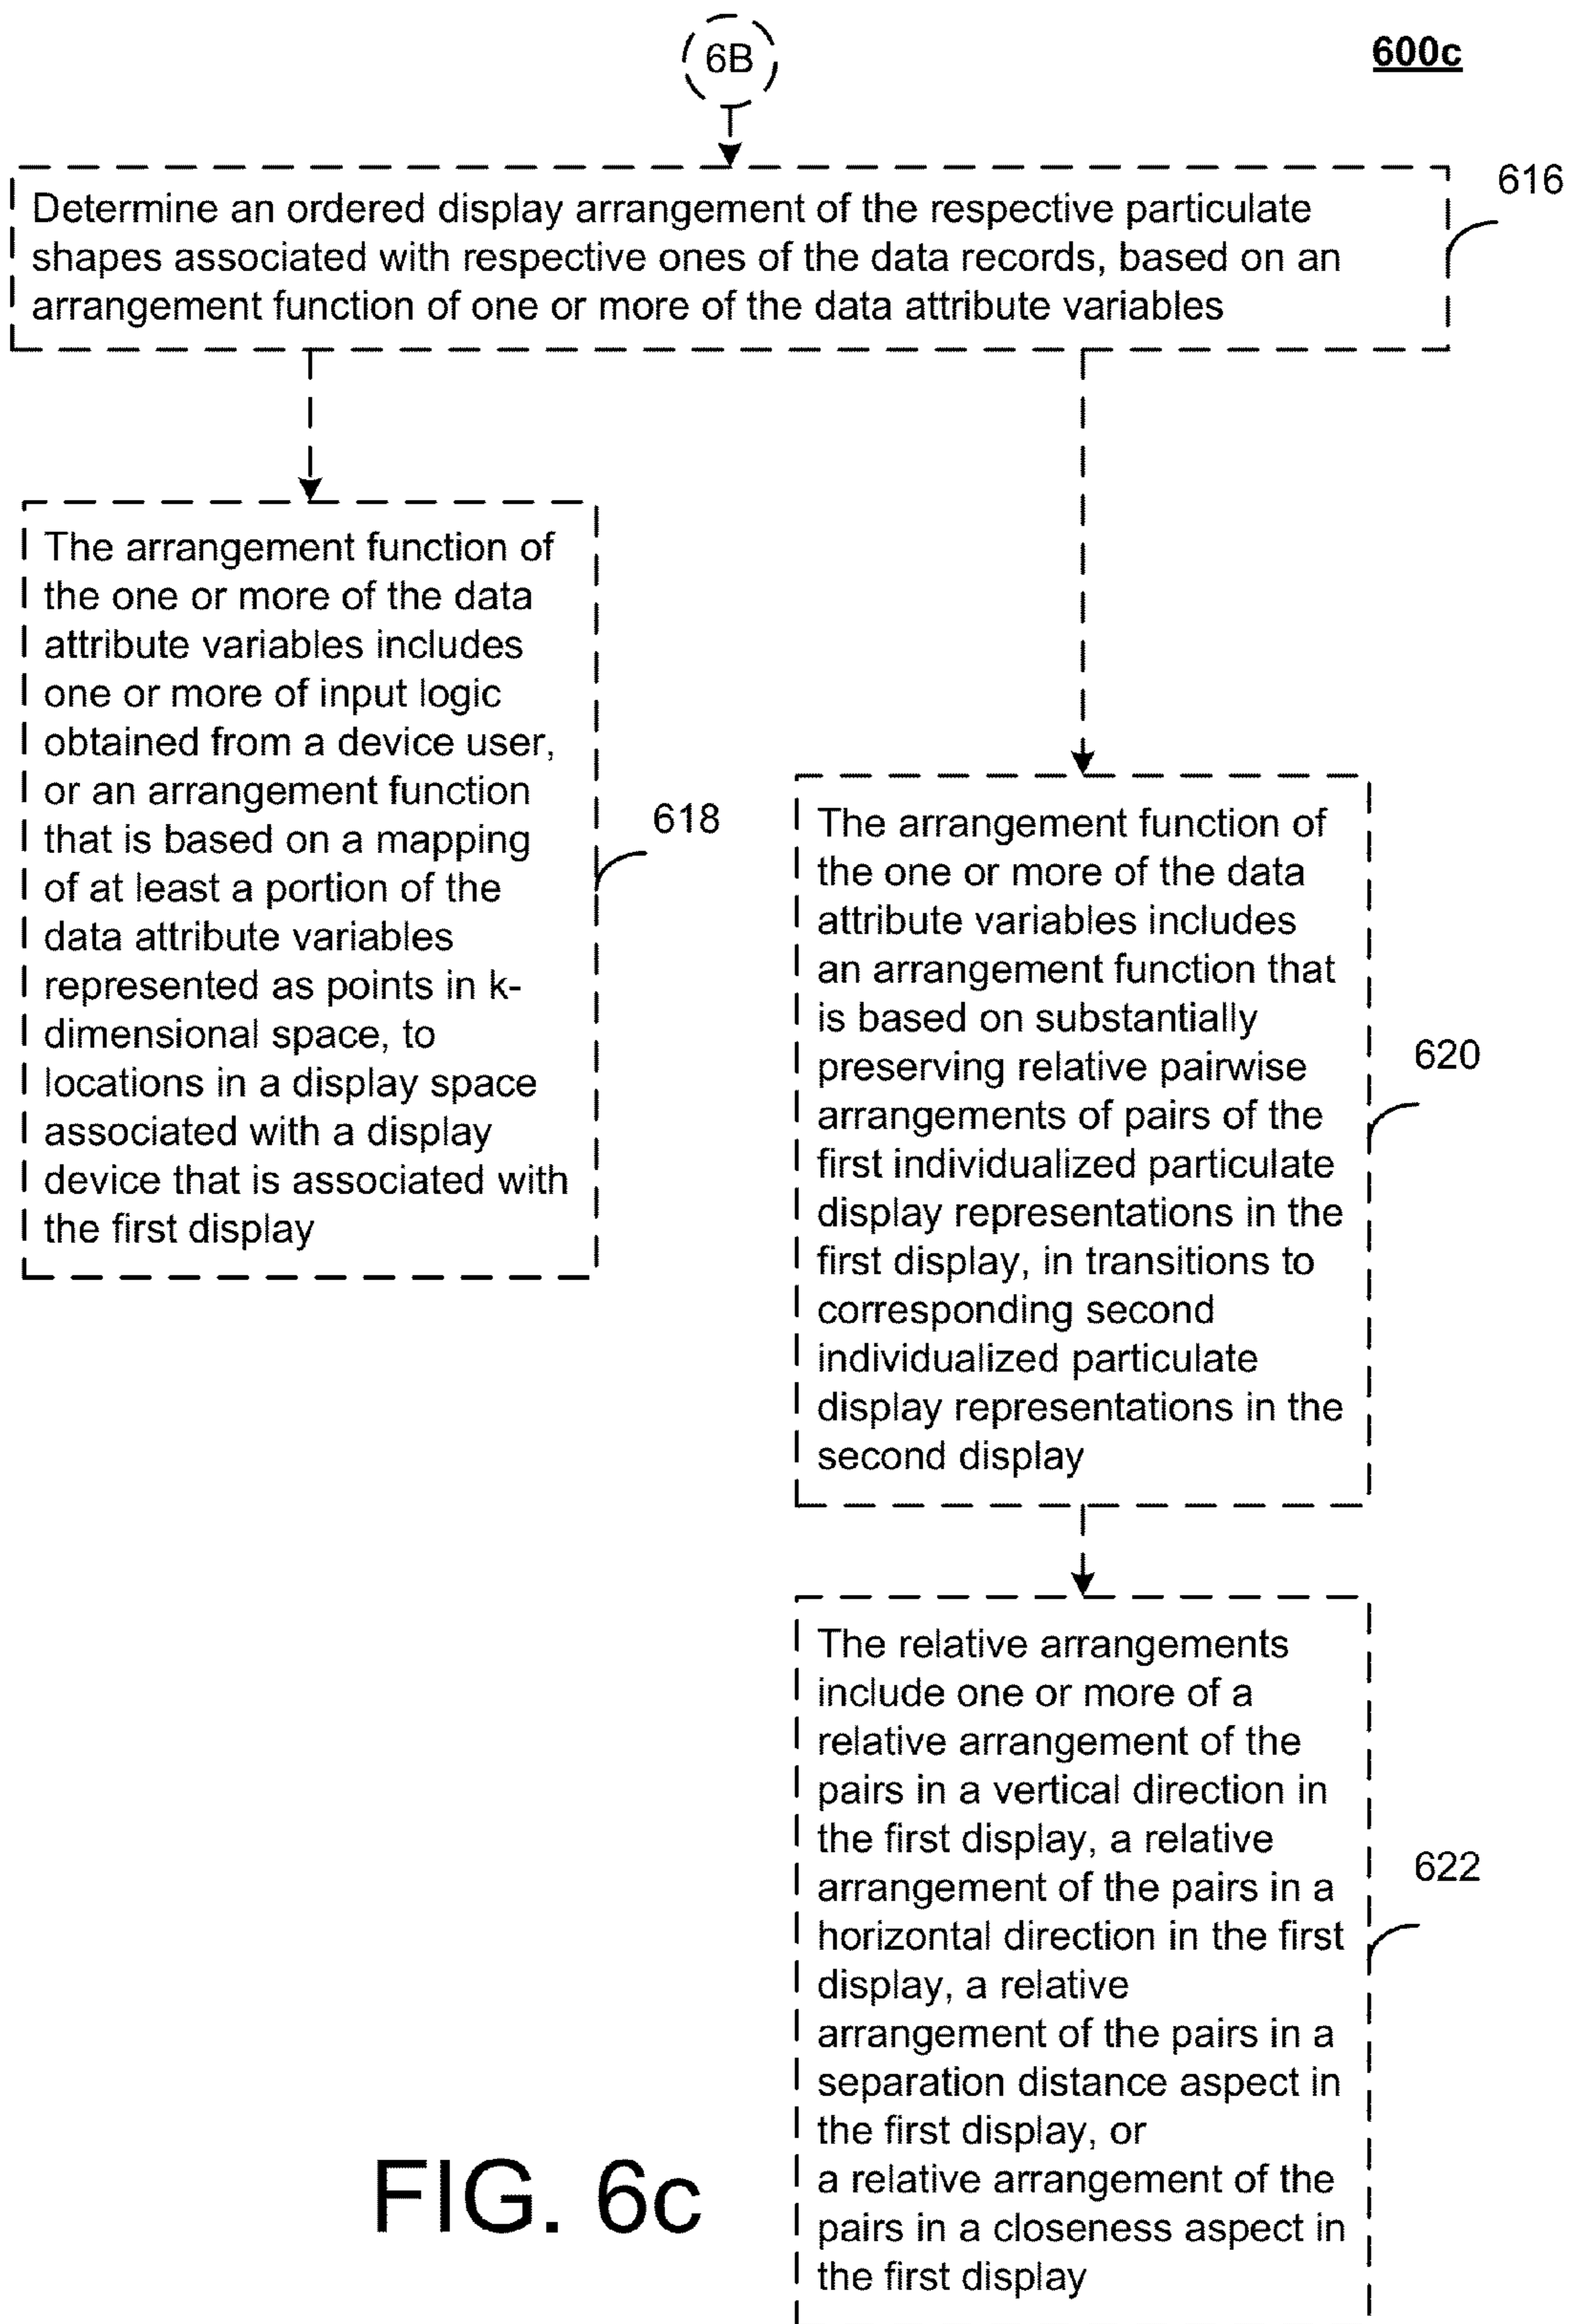 6B
600c
616
Determine an ordered display arrangement of the respective particulate
shapes associated with respective ones of the data records, based on an
arrangement function of one or more of the data attribute variables
The arrangement function of
the one or more of the data
attribute variables includes
one or more of input logic
obtained from a device user,
or an arrangement function
that is based on a mapping
of at least a portion of the
data attribute variables
represented as points in k-
dimensional space, to
locations in a display space
associated with a display
device that is associated with
the first display
618
The arrangement function of
the one or more of the data
attribute variables includes
an arrangement function that
is based on substantially
preserving relative pairwise
arrangements of pairs of the
first individualized particulate
display representations in the
first display, in transitions to
corresponding second
individualized particulate
display representations in the
second display
620
The relative arrangements
include one or more of a
relative arrangement of the
pairs in a vertical direction in
the first display, a relative
arrangement of the pairs in a
horizontal direction in the first
display, a relative
arrangement of the pairs in a
separation distance aspect in
the first display, or
a relative arrangement of the
pairs in a closeness aspect in
the first display
622
FIG. 6c